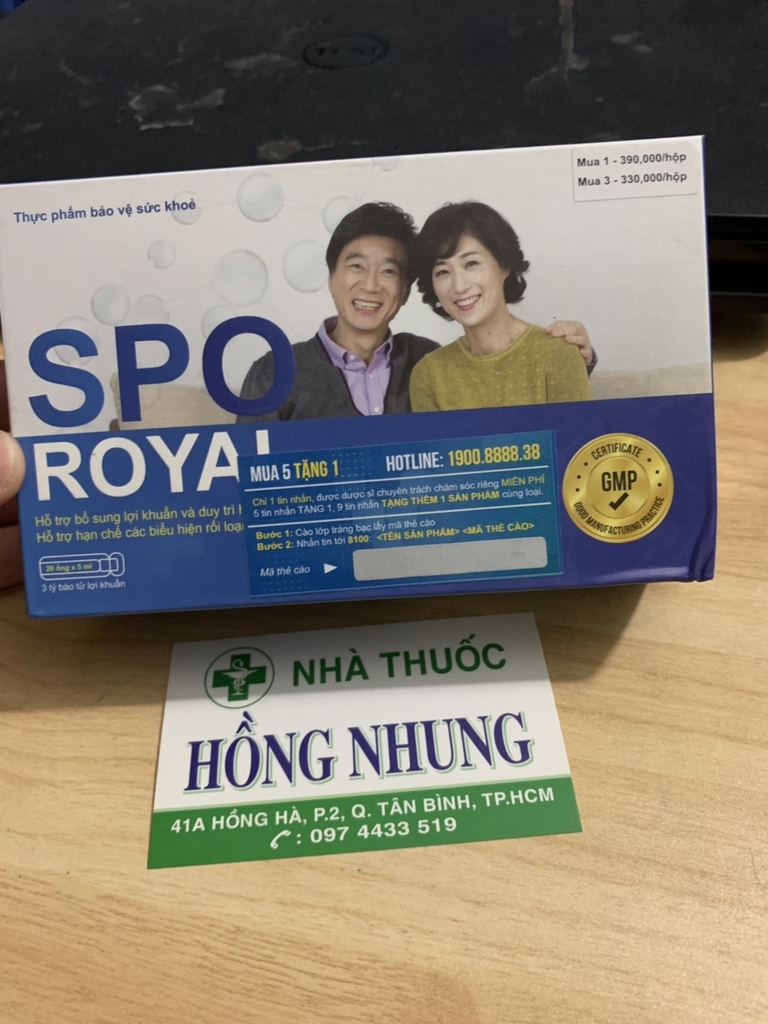 Thực phẩm bảo vệ sức khoẻ
Mua 1 - 390,000/hộp
Mua 3 - 330,000/hộp
SPO
ROYAL
Hỗ trợ bổ sung lợi khuẩn và duy trì
Hỗ trợ hạn chế các biểu hiện rối loạn
20 ống x 5 ml
3 tỷ bào tử lợi khuẩn
MUA 5 TẶNG 1
HOTLINE: 1900.8888.38
Chỉ 1 tin nhắn, được dược sĩ chuyên trách chăm sóc riêng MIỄN PHÍ
5 tin nhắn TẶNG 1, 9 tin nhắn TẶNG THÊM 1 SẢN PHẨM cùng loại.
Bước 1: Cào lớp tráng bạc lấy mã thẻ cào
Bước 2: Nhắn tin tới 8100: <TÊN SẢN PHẨM> <MÃ THẺ CÀO>
Mã thẻ cào
CERTIFICATE
GMP
GOOD MANUFACTURING PRACTICE
NHÀ THUỐC
HỒNG NHUNG
41A HỒNG HÀ, P.2, Q. TÂN BÌNH, TP.HCM
: 097 4433 519